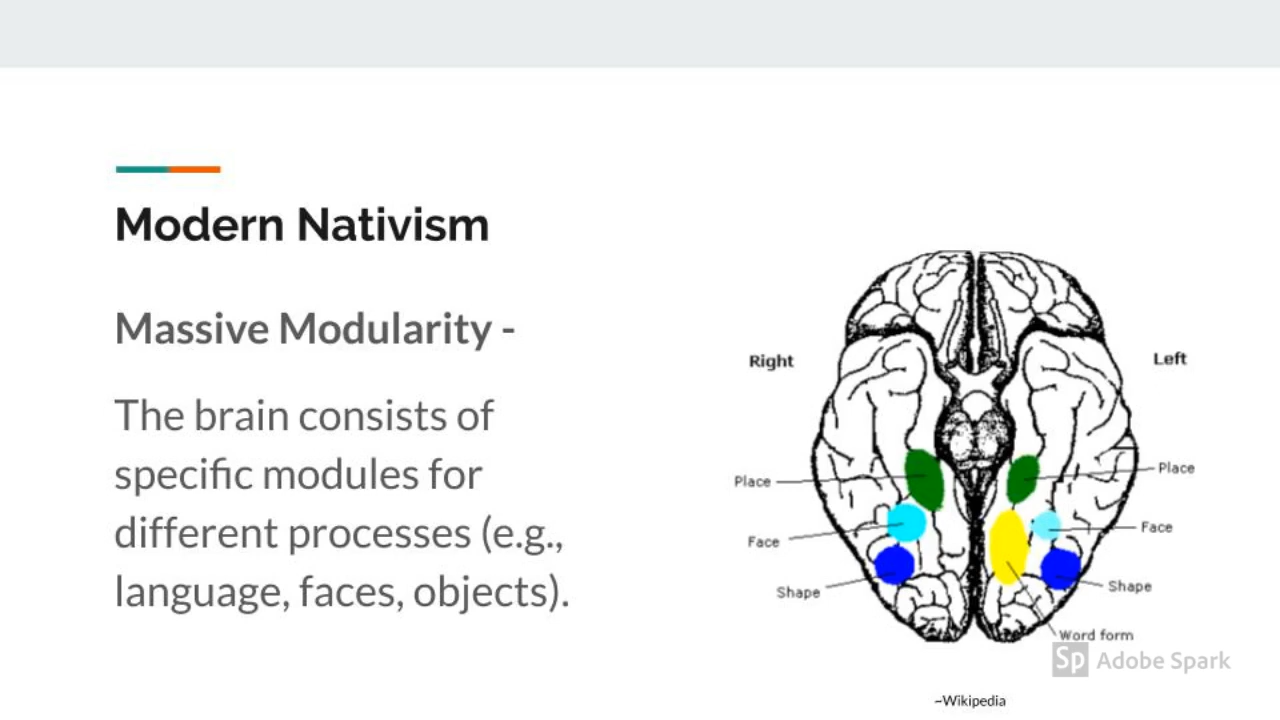 Modern Nativism
Massive Modularity -
The brain consists of
specific modules for
different processes (e.g.,
language, faces, objects).
Right
Left
Place
Place
Face
Face
Shape
Shape
Word form
Sp Adobe Spark
~Wikipedia